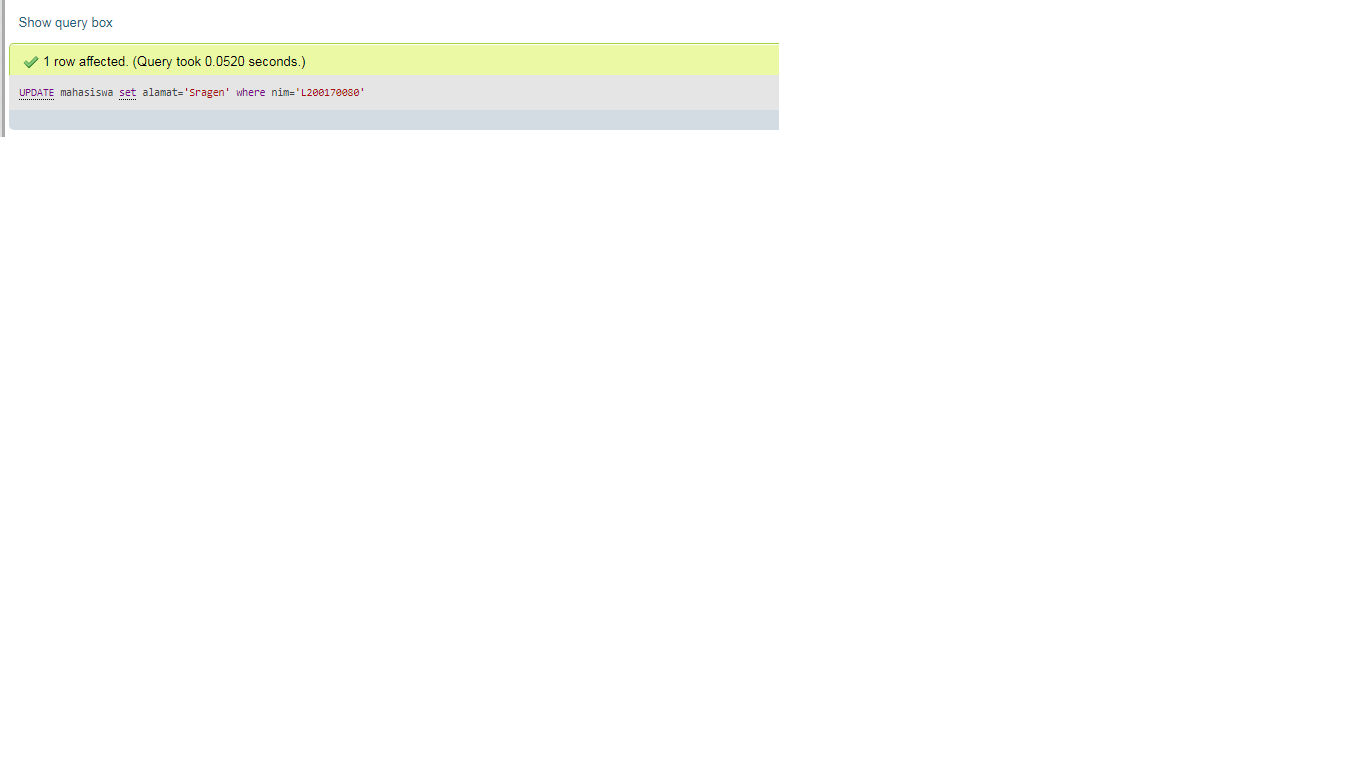 Show query box
1 row affected. (Query took 0.0520 seconds.)
UPDATE mahasiswa set alamat='Sragen' where nim='L200170080'